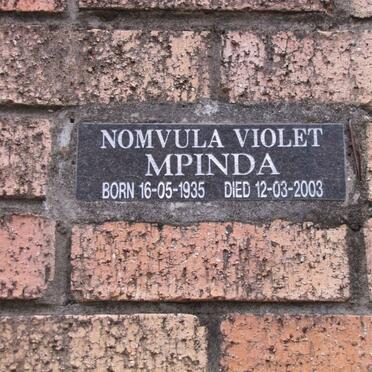 NOMVULA VIOLET
MPINDA
BORN 16-05-1935 DIED 12-03-2003